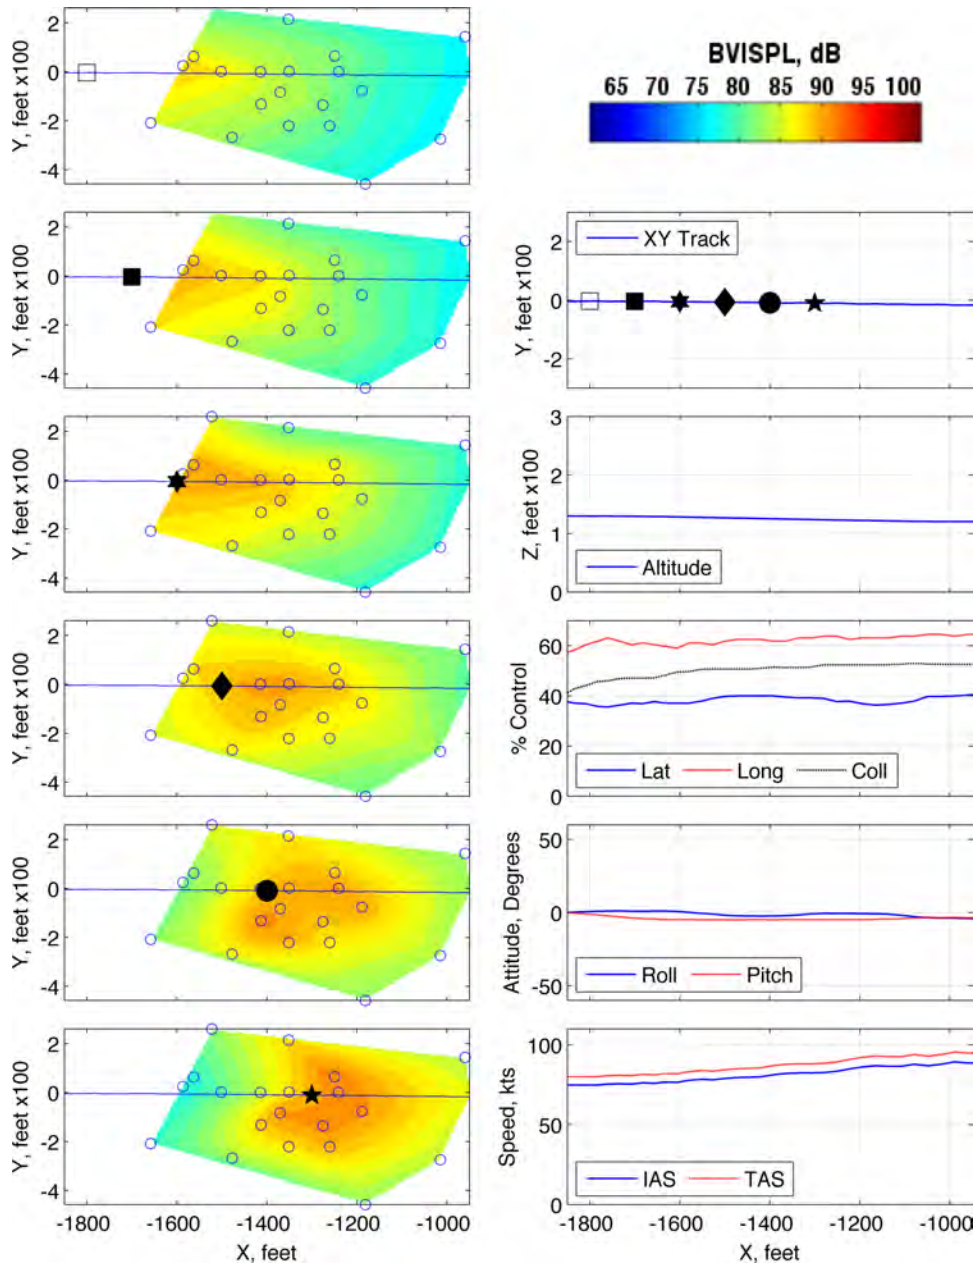 BVISPL, dB
65 70 78 80 85 90 95 100
2
0
-2
-4
Y, feet x100
2
0
-2
-4
Y, feet x100
XY Track
2
0
-2
Y, feet x100
2
0
-2
-4
Y, feet x100
3
2
1
0
Z, feet x100
Altitude
2
0
-2
-4
Y, feet x100
60
40
20
0
% Control
Lat Long Coll
2
0
-2
-4
Y, feet x100
50
0
-50
Attitude, Degrees
Roll Pitch
2
0
-2
-4
Y, feet x100
-1800 -1600 -1400 -1200 -1000
X, feet
100
50
0
Speed, kts
IAS TAS
-1800 -1600 -1400 -1200 -1000
X, feet